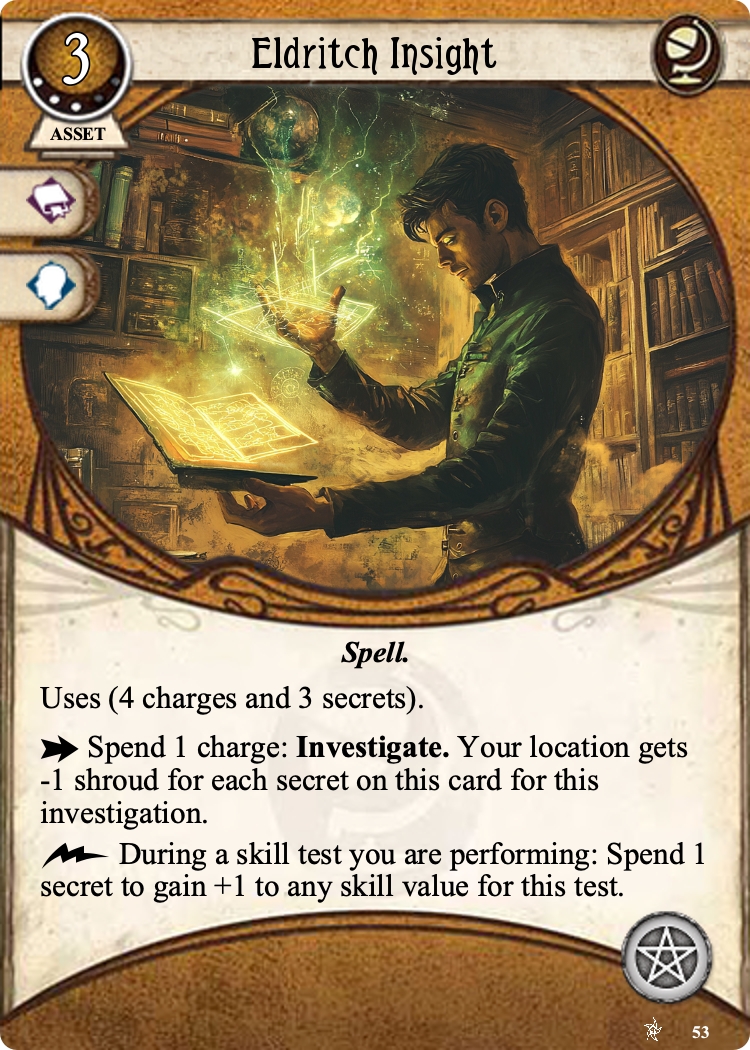 3
Eldritch Insight
ASSET
Spell.
Uses (4 charges and 3 secrets).
Spend 1 charge: Investigate. Your location gets
-1 shroud for each secret on this card for this
investigation.
During a skill test you are performing: Spend 1
secret to gain +1 to any skill value for this test.
53